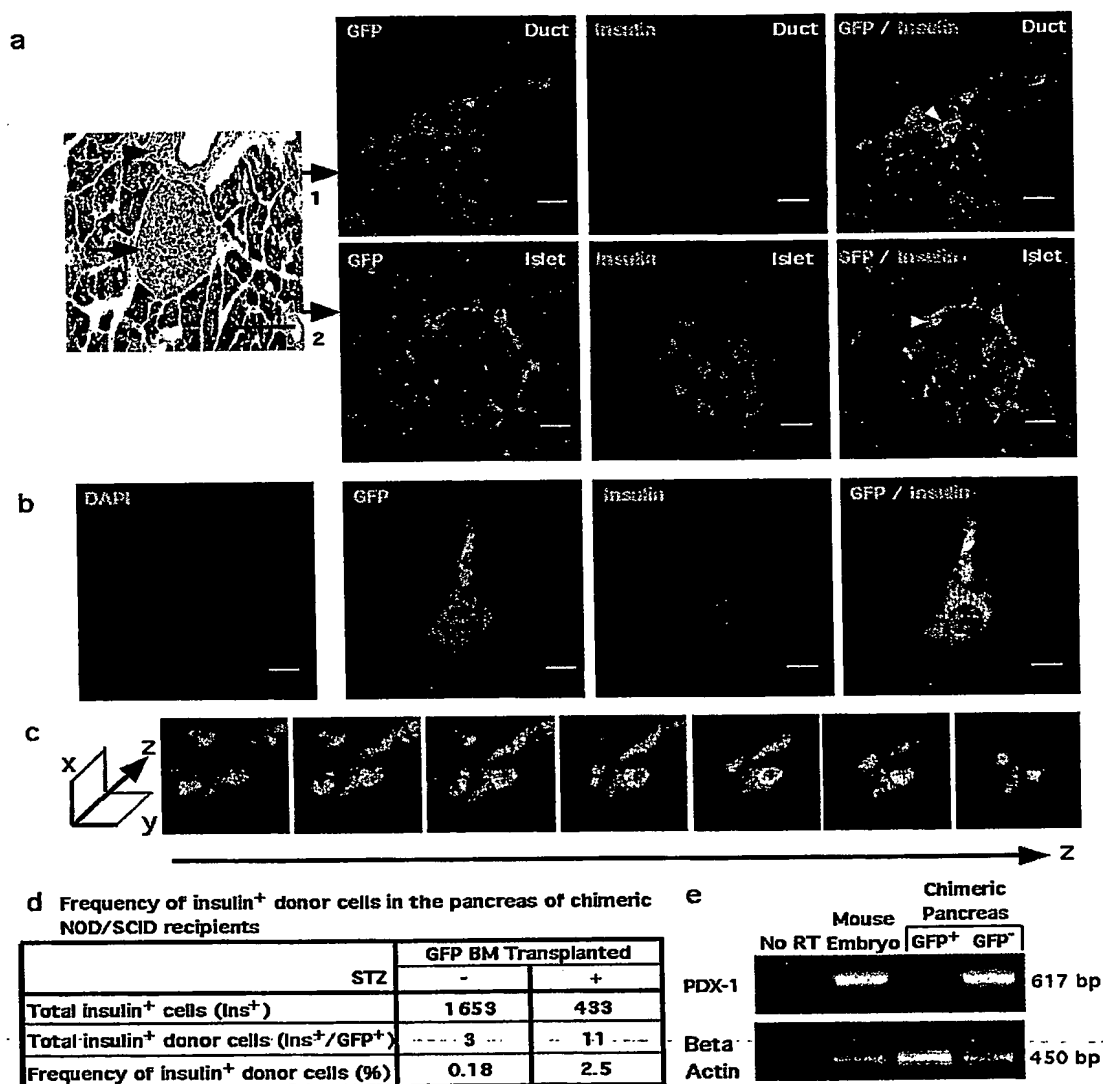 a
GFP Duct
Insulin Duct
GFP / Insulin Duct
1
GFP Islet
Insulin Islet
GFP / Insulin Islet
2
b
DAPI
GFP
Insulin
GFP / Insulin
c
X
Z
y
Z
d Frequency of insulin+ donor cells in the pancreas of chimeric
NOD/SCID recipients
GFP BM Transplanted
STZ - +
Total insulin+ cells (Ins+) 1653 433
Total insulin+ donor cells (Ins+/GFP+) 3 11
Frequency of insulin+ donor cells (%) 0.18 2.5
e
Chimeric
Mouse Pancreas
No RT Embryo GFP+ GFP-
PDX-1 617 bp
Beta
Actin 450 bp